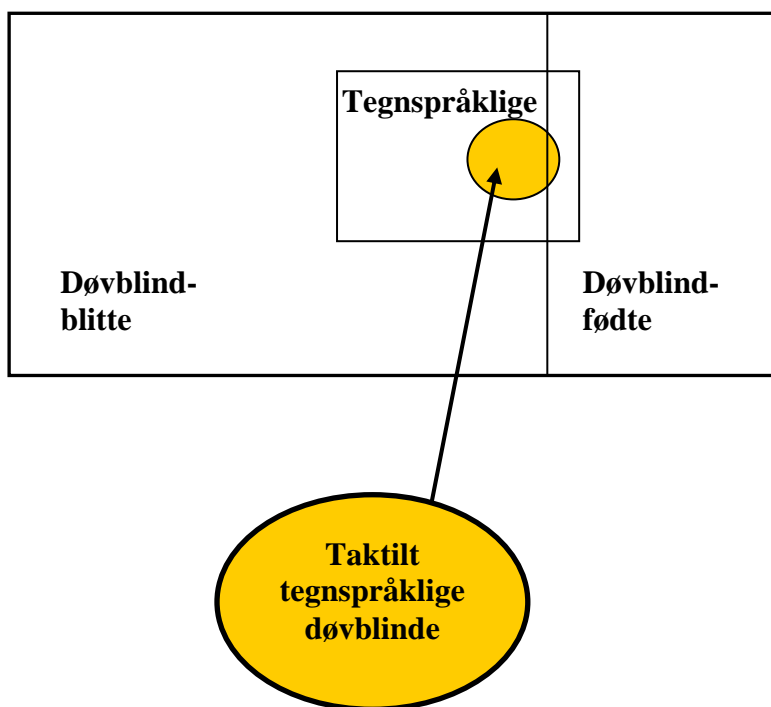 Tegnspråklige
Døvblind-
blitte
Døvblind-
fødte
Taktilt
tegnspråklige
døvblinde